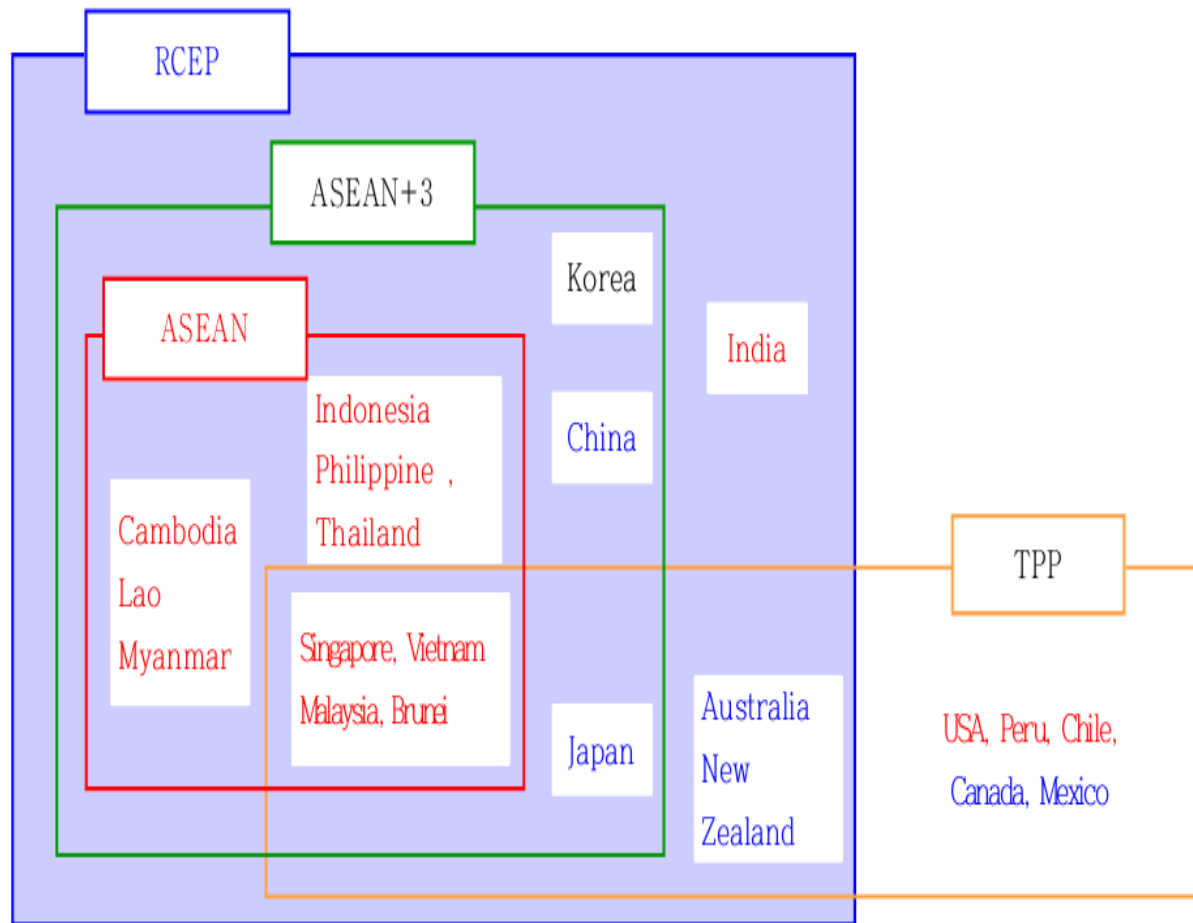 RCEP
ASEAN+3
Korea
ASEAN
India
Indonesia
Philippine ,
Thailand
China
Cambodia
Lao
Myanmar
TPP
Singapore, Vietnam
Malaysia, Brunei
Japan
Australia
New
Zealand
USA, Peru, Chile,
Canada, Mexico